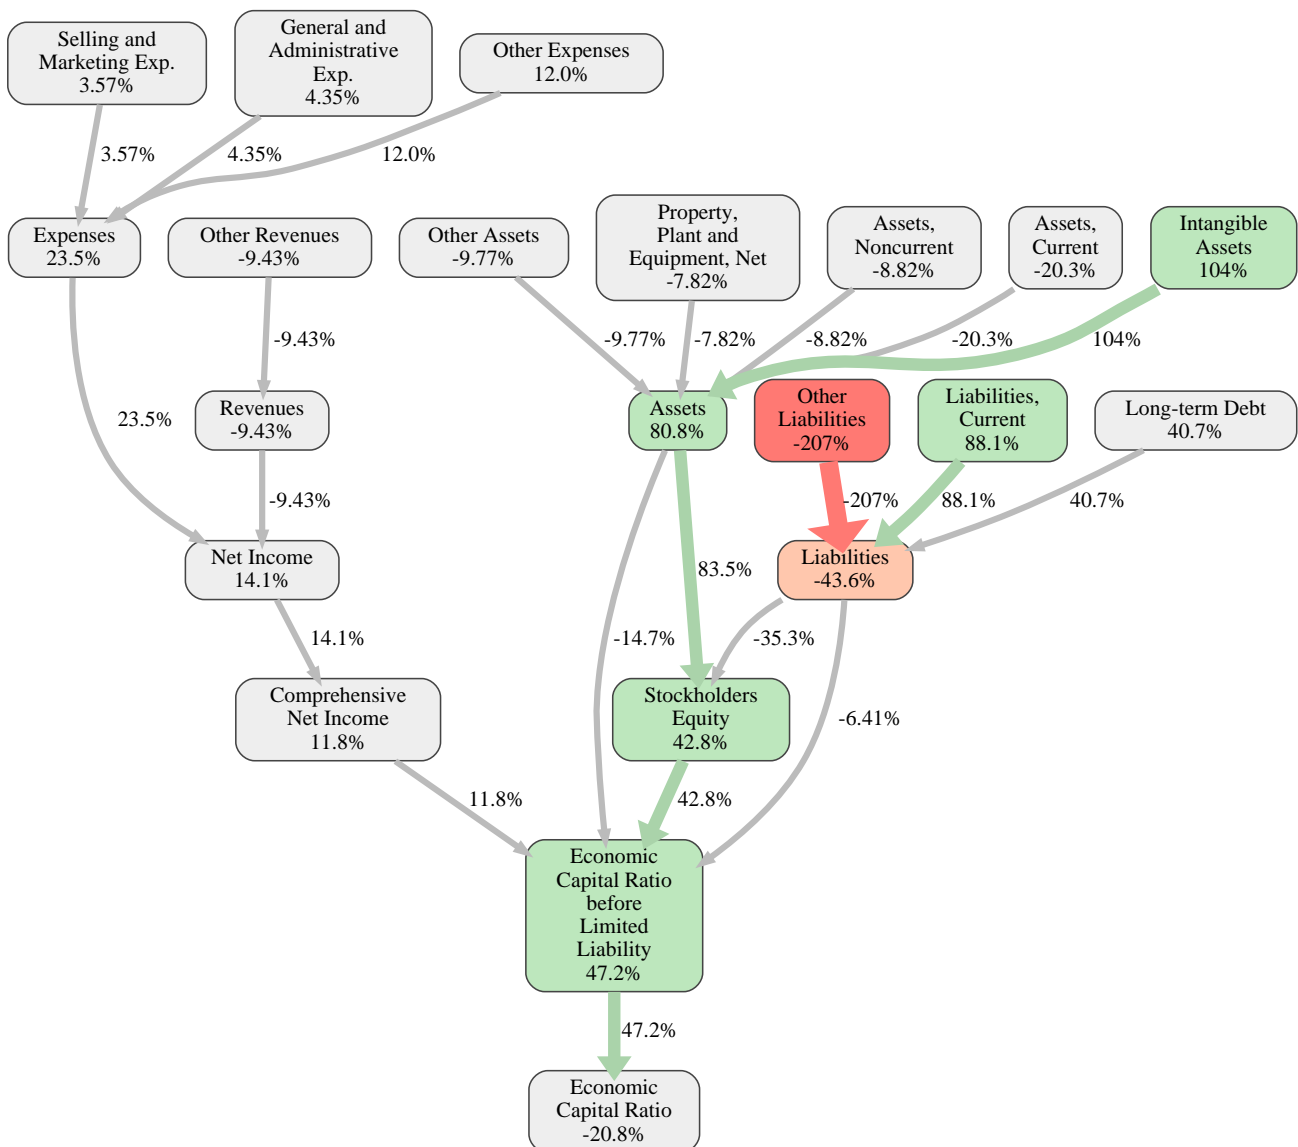 Selling and
Marketing Exp.
3.57%
General and
Administrative
Exp.
4.35%
Other Expenses
12.0%
3.57%
4.35%
12.0%
Expenses
23.5%
Other Revenues
-9.43%
Other Assets
-9.77%
Property,
Plant and
Equipment, Net
-7.82%
Assets,
Noncurrent
-8.82%
Assets,
Current
-20.3%
Intangible
Assets
104%
-9.43%
-9.77%
-7.82%
-8.82%
-20.3%
104%
23.5%
Revenues
-9.43%
Assets
80.8%
Other
Liabilities
-207%
Liabilities,
Current
88.1%
Long-term Debt
40.7%
-9.43%
-207%
88.1%
40.7%
Net Income
14.1%
83.5%
Liabilities
-43.6%
14.1%
-14.7%
-35.3%
Comprehensive
Net Income
11.8%
Stockholders
Equity
42.8%
-6.41%
11.8%
42.8%
Economic
Capital Ratio
before
Limited
Liability
47.2%
47.2%
Economic
Capital Ratio
-20.8%